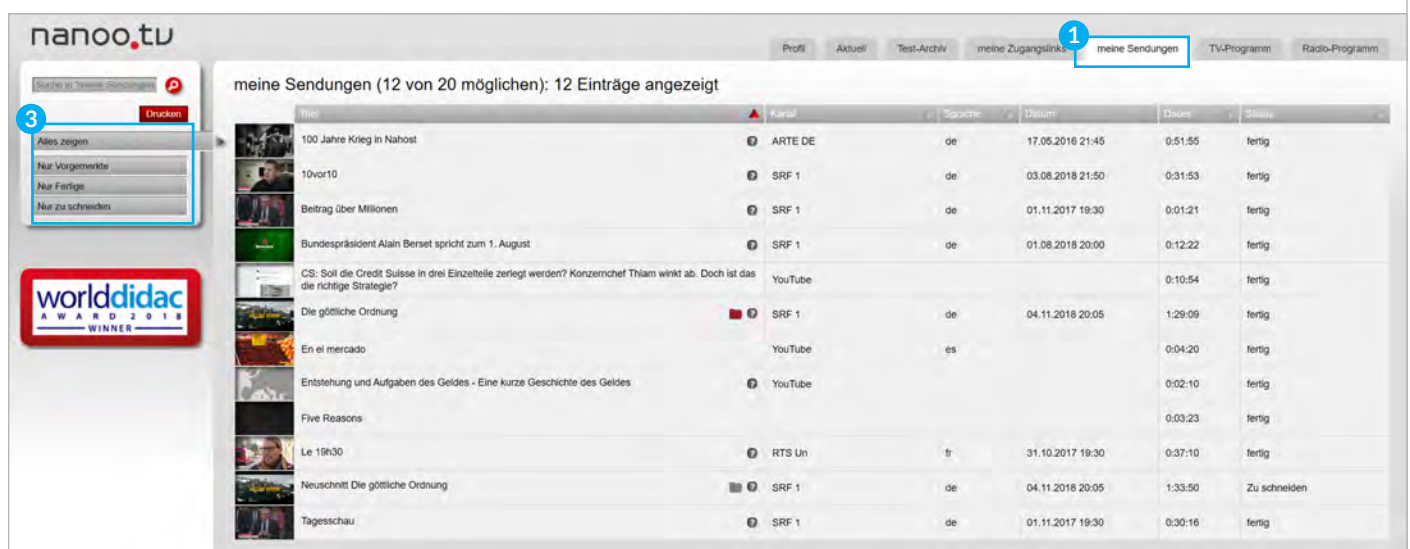 nanoo.tv
1
Profil Aktuell Test-Archiv meine Zugangslinks meine Sendungen TV-Programm Radio-Programm
Suche in "meine Sendungen"
meine Sendungen (12 von 20 möglichen): 12 Einträge angezeigt
Drucken
3
Titel Kanal Sprache Datum Dauer Status
Alles zeigen
Nur Vorgemerkte
Nur Fertige
Nur zu schneiden
100 Jahre Krieg in Nahost ARTE DE de 17.05.2016 21:45 0:51:55 fertig
10vor10 SRF 1 de 03.08.2018 21:50 0:31:53 fertig
Beitrag über Millionen SRF 1 de 01.11.2017 19:30 0:01:21 fertig
Bundespräsident Alain Berset spricht zum 1. August SRF 1 de 01.08.2018 20:00 0:12:22 fertig
CS: Soll die Credit Suisse in drei Einzelteile zerlegt werden? Konzernchef Thiam winkt ab. Doch ist das
die richtige Strategie? YouTube 0:10:54 fertig
Die göttliche Ordnung SRF 1 de 04.11.2018 20:05 1:29:09 fertig
En el mercado YouTube es 0:04:20 fertig
Entstehung und Aufgaben des Geldes - Eine kurze Geschichte des Geldes YouTube 0:02:10 fertig
Five Reasons 0:03:23 fertig
Le 19h30 RTS Un fr 31.10.2017 19:30 0:37:10 fertig
Neuschnitt Die göttliche Ordnung SRF 1 de 04.11.2018 20:05 1:33:50 Zu schneiden
Tagesschau SRF 1 de 01.11.2017 19:30 0:30:16 fertig
worlddidac
AWARD 2018
WINNER